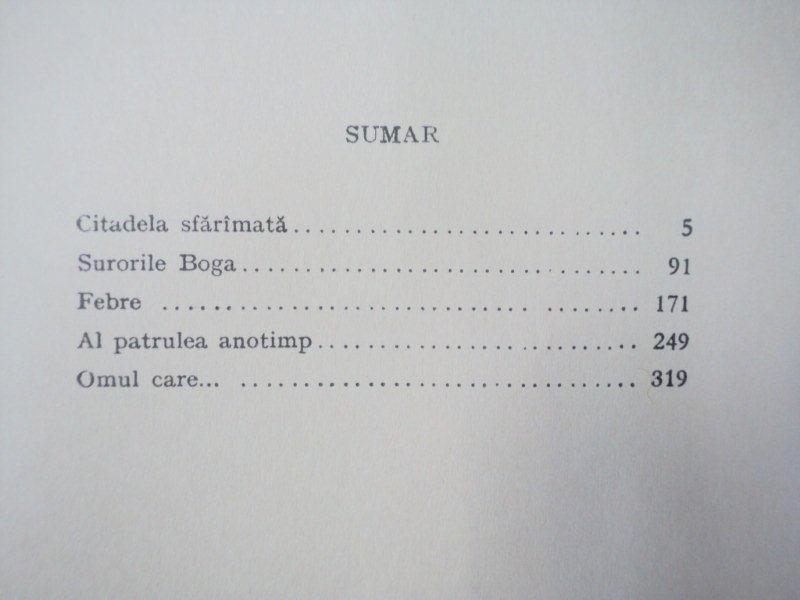 SUMAR
Citadela sfărîmată................................ 5
Surorile Boga.................................... 91
Febre ............................. ........ 171
Al patrulea anotimp............................ 249
Omul care... .................................. 319